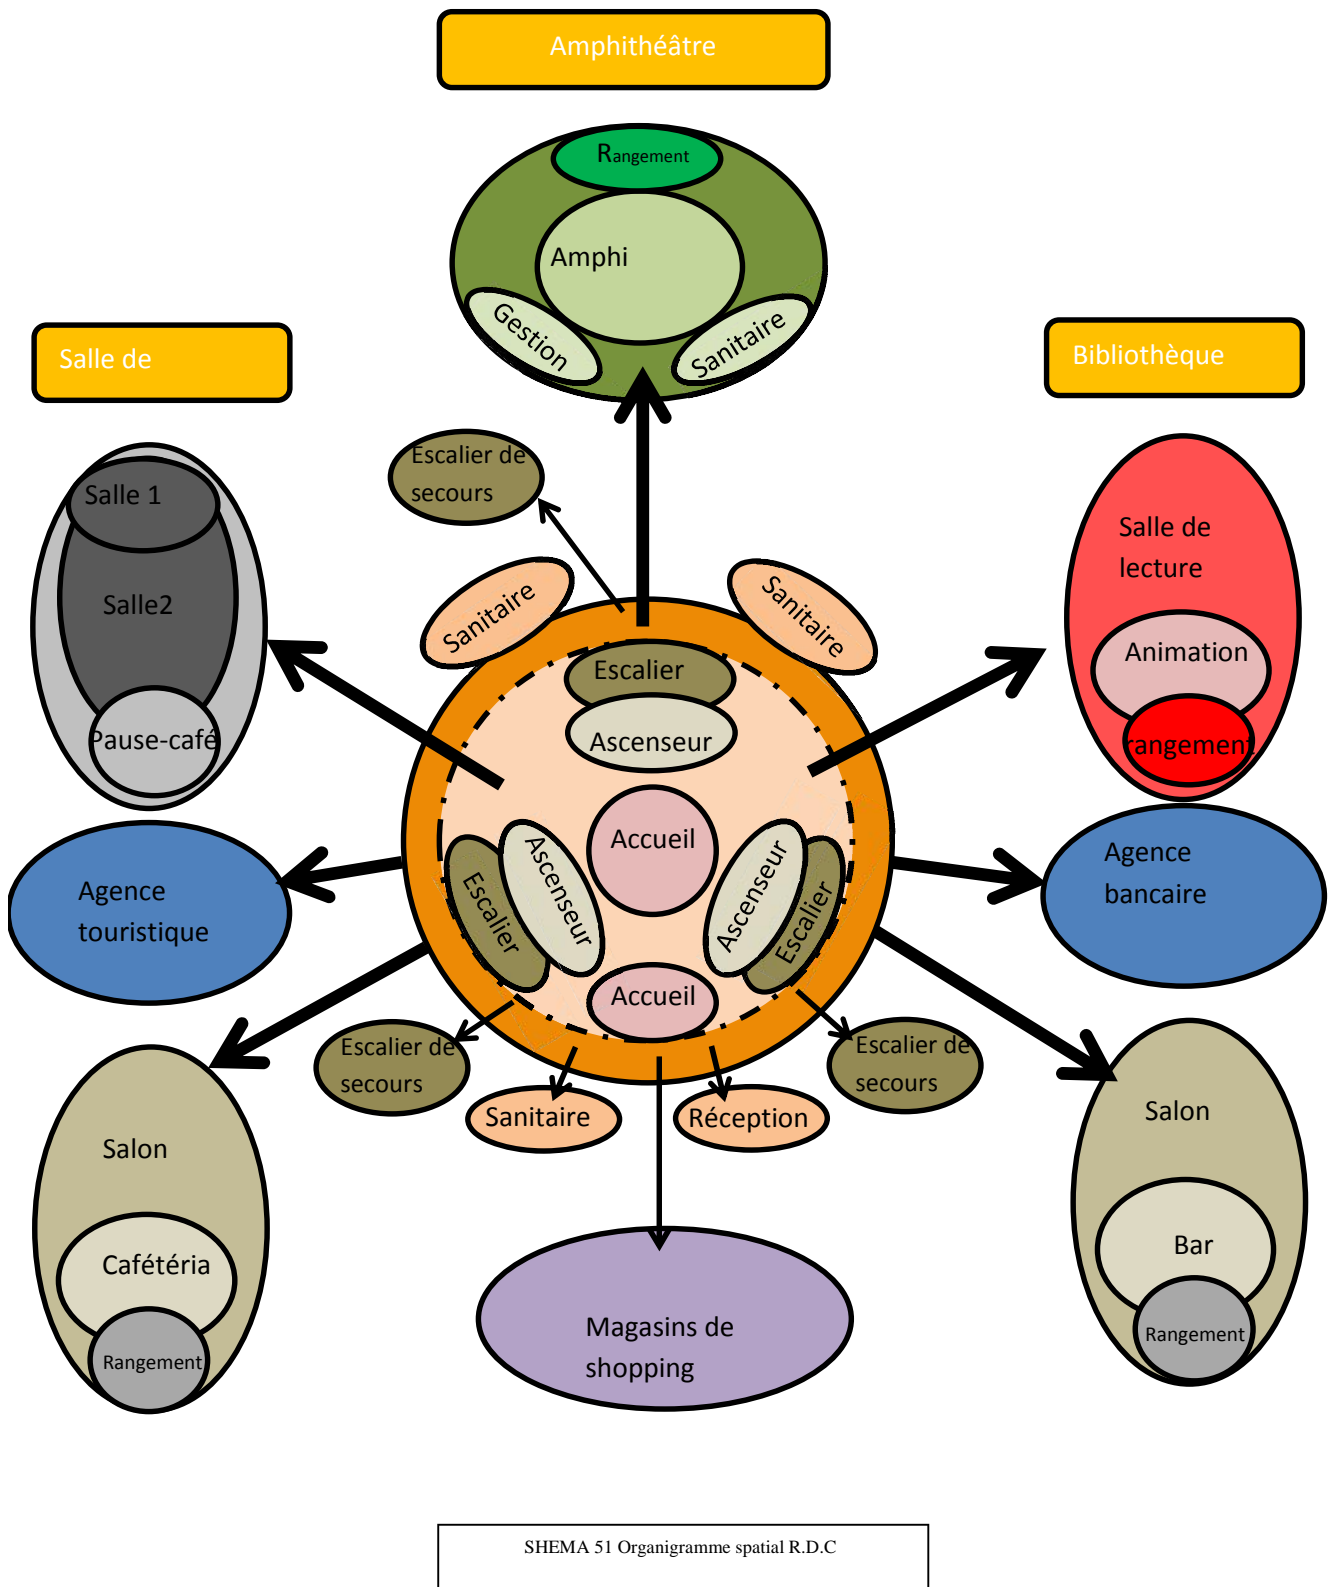 Amphithéâtre
Rangement
Amphi
Gestion
Sanitaire
Salle de
Bibliothèque
Escalier de
secours
Salle 1
Salle2
Pause-café
Sanitaire
Sanitaire
Salle de
lecture
Animation
rangement
Escalier
Ascenseur
Accueil
Ascenseur
Escalier
Ascenseur
Escalier
Accueil
Agence
touristique
Agence
bancaire
Escalier de
secours
Sanitaire
Réception
Escalier de
secours
Salon
Cafétéria
Rangement
Magasins de
shopping
Salon
Bar
Rangement
SHEMA 51 Organigramme spatial R.D.C